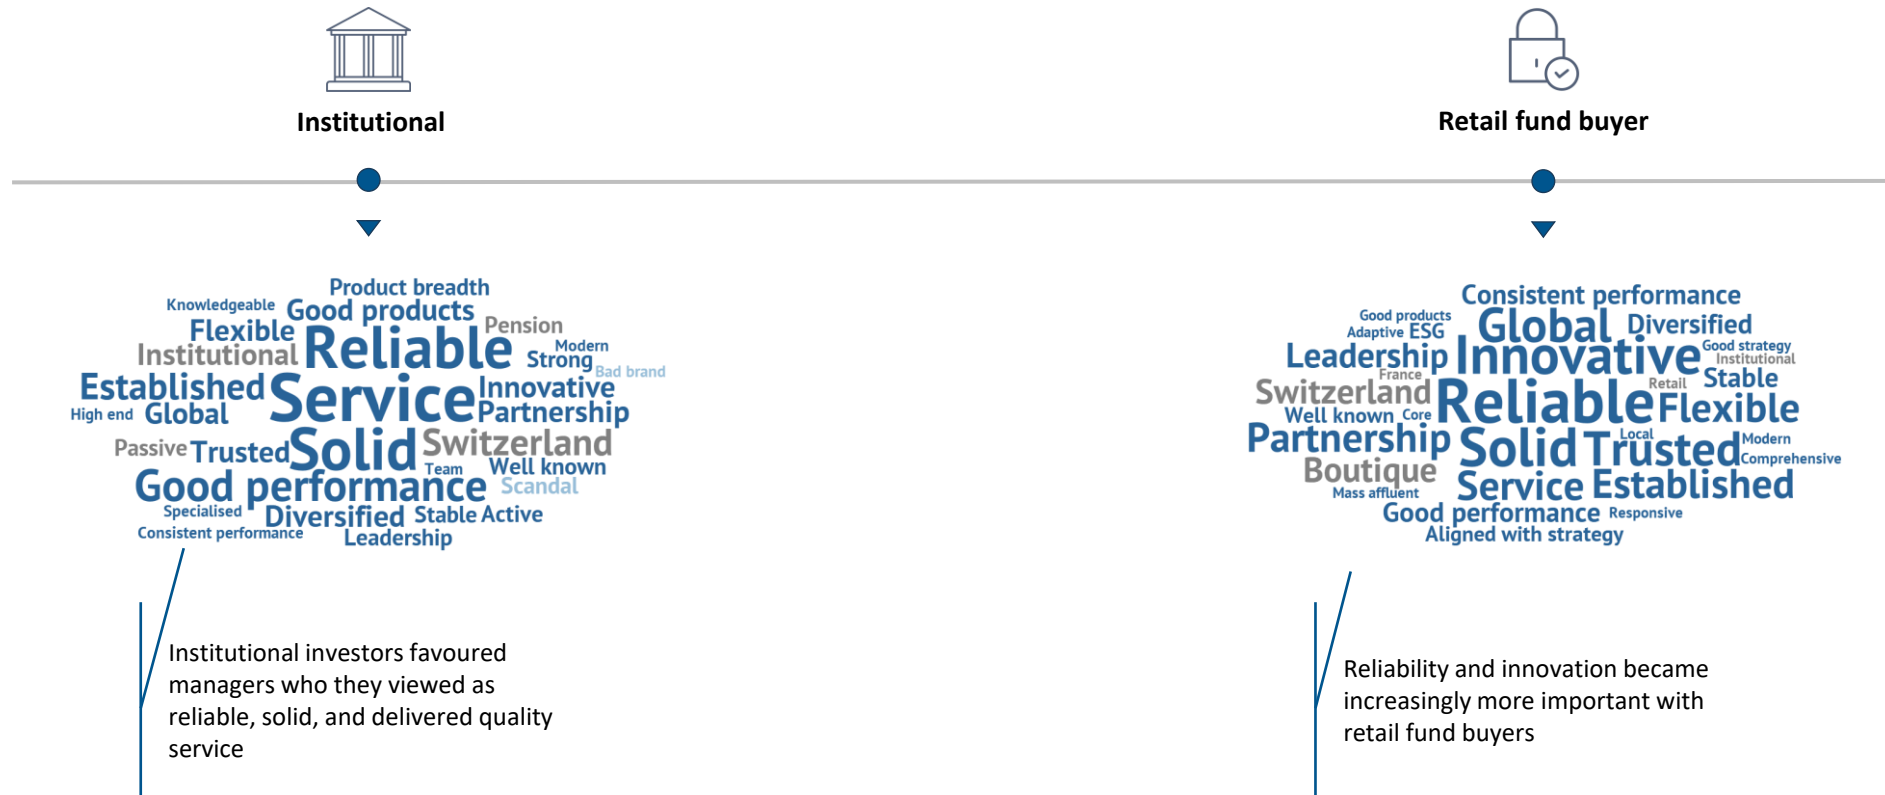 Institutional
Retail fund buyer
Product breadth
Knowledgeable Good products
Flexible Reliable Pension
Institutional Strong Modern
Bad brand
Established Service Innovative
High end Global Partnership
Passive Trusted Solid Switzerland
Team Well known
Good performance Scandal
Specialised Diversified Stable Active
Consistent performance Leadership
Institutional investors favoured
managers who they viewed as
reliable, solid, and delivered quality
service
Consistent performance
Good products Global Diversified
Adaptive ESG
Leadership Innovative Good strategy
Institutional
France Retail Stable
Switzerland Reliable Flexible
Well known Core
Partnership Solid Trusted Local Modern
Comprehensive
Boutique Service Established
Mass affluent
Good performance Responsive
Aligned with strategy
Reliability and innovation became
increasingly more important with
retail fund buyers